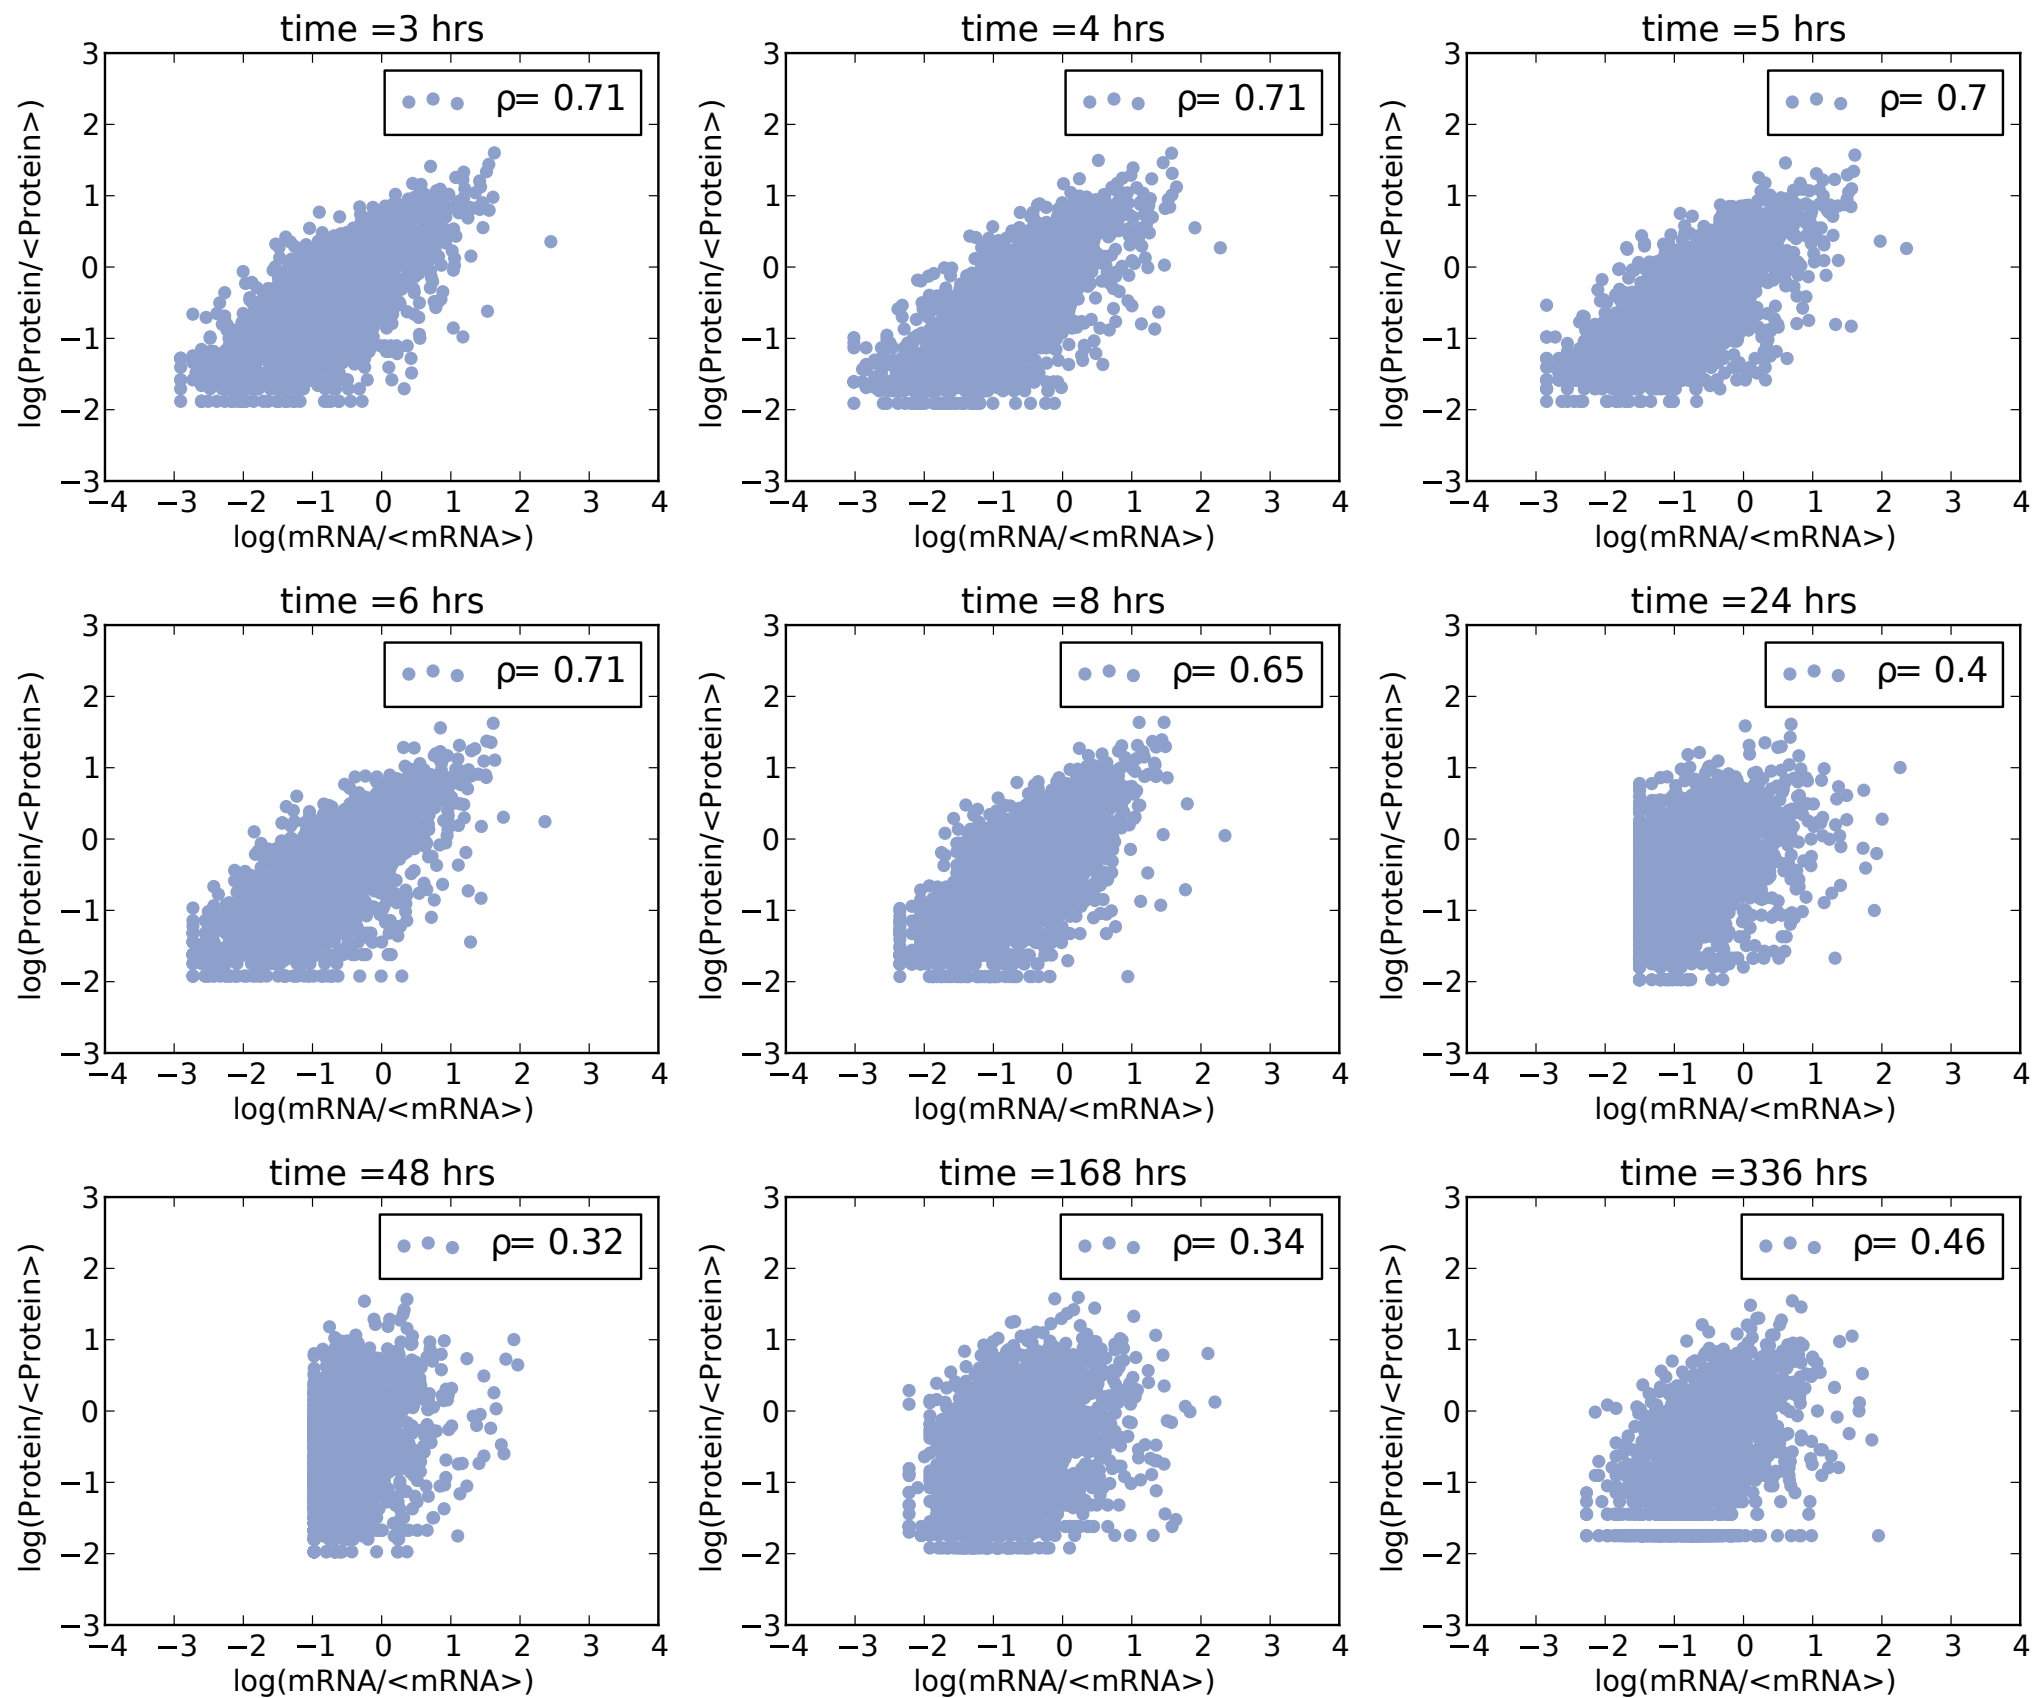 time =3 hrs
time =4 hrs
time =5 hrs
ρ= 0.71
ρ= 0.71
ρ= 0.7
log(Protein/<Protein>)
log(Protein/<Protein>)
log(Protein/<Protein>)
3
2
1
0
−1
−2
−3
3
2
1
0
−1
−2
−3
3
2
1
0
−1
−2
−3
−4 −3 −2 −1 0 1 2 3 4
−4 −3 −2 −1 0 1 2 3 4
−4 −3 −2 −1 0 1 2 3 4
log(mRNA/<mRNA>)
log(mRNA/<mRNA>)
log(mRNA/<mRNA>)
time =6 hrs
time =8 hrs
time =24 hrs
ρ= 0.71
ρ= 0.65
ρ= 0.4
log(Protein/<Protein>)
log(Protein/<Protein>)
log(Protein/<Protein>)
3
2
1
0
−1
−2
−3
3
2
1
0
−1
−2
−3
3
2
1
0
−1
−2
−3
−4 −3 −2 −1 0 1 2 3 4
−4 −3 −2 −1 0 1 2 3 4
−4 −3 −2 −1 0 1 2 3 4
log(mRNA/<mRNA>)
log(mRNA/<mRNA>)
log(mRNA/<mRNA>)
time =48 hrs
time =168 hrs
time =336 hrs
ρ= 0.32
ρ= 0.34
ρ= 0.46
log(Protein/<Protein>)
log(Protein/<Protein>)
log(Protein/<Protein>)
3
2
1
0
−1
−2
−3
3
2
1
0
−1
−2
−3
3
2
1
0
−1
−2
−3
−4 −3 −2 −1 0 1 2 3 4
−4 −3 −2 −1 0 1 2 3 4
−4 −3 −2 −1 0 1 2 3 4
log(mRNA/<mRNA>)
log(mRNA/<mRNA>)
log(mRNA/<mRNA>)